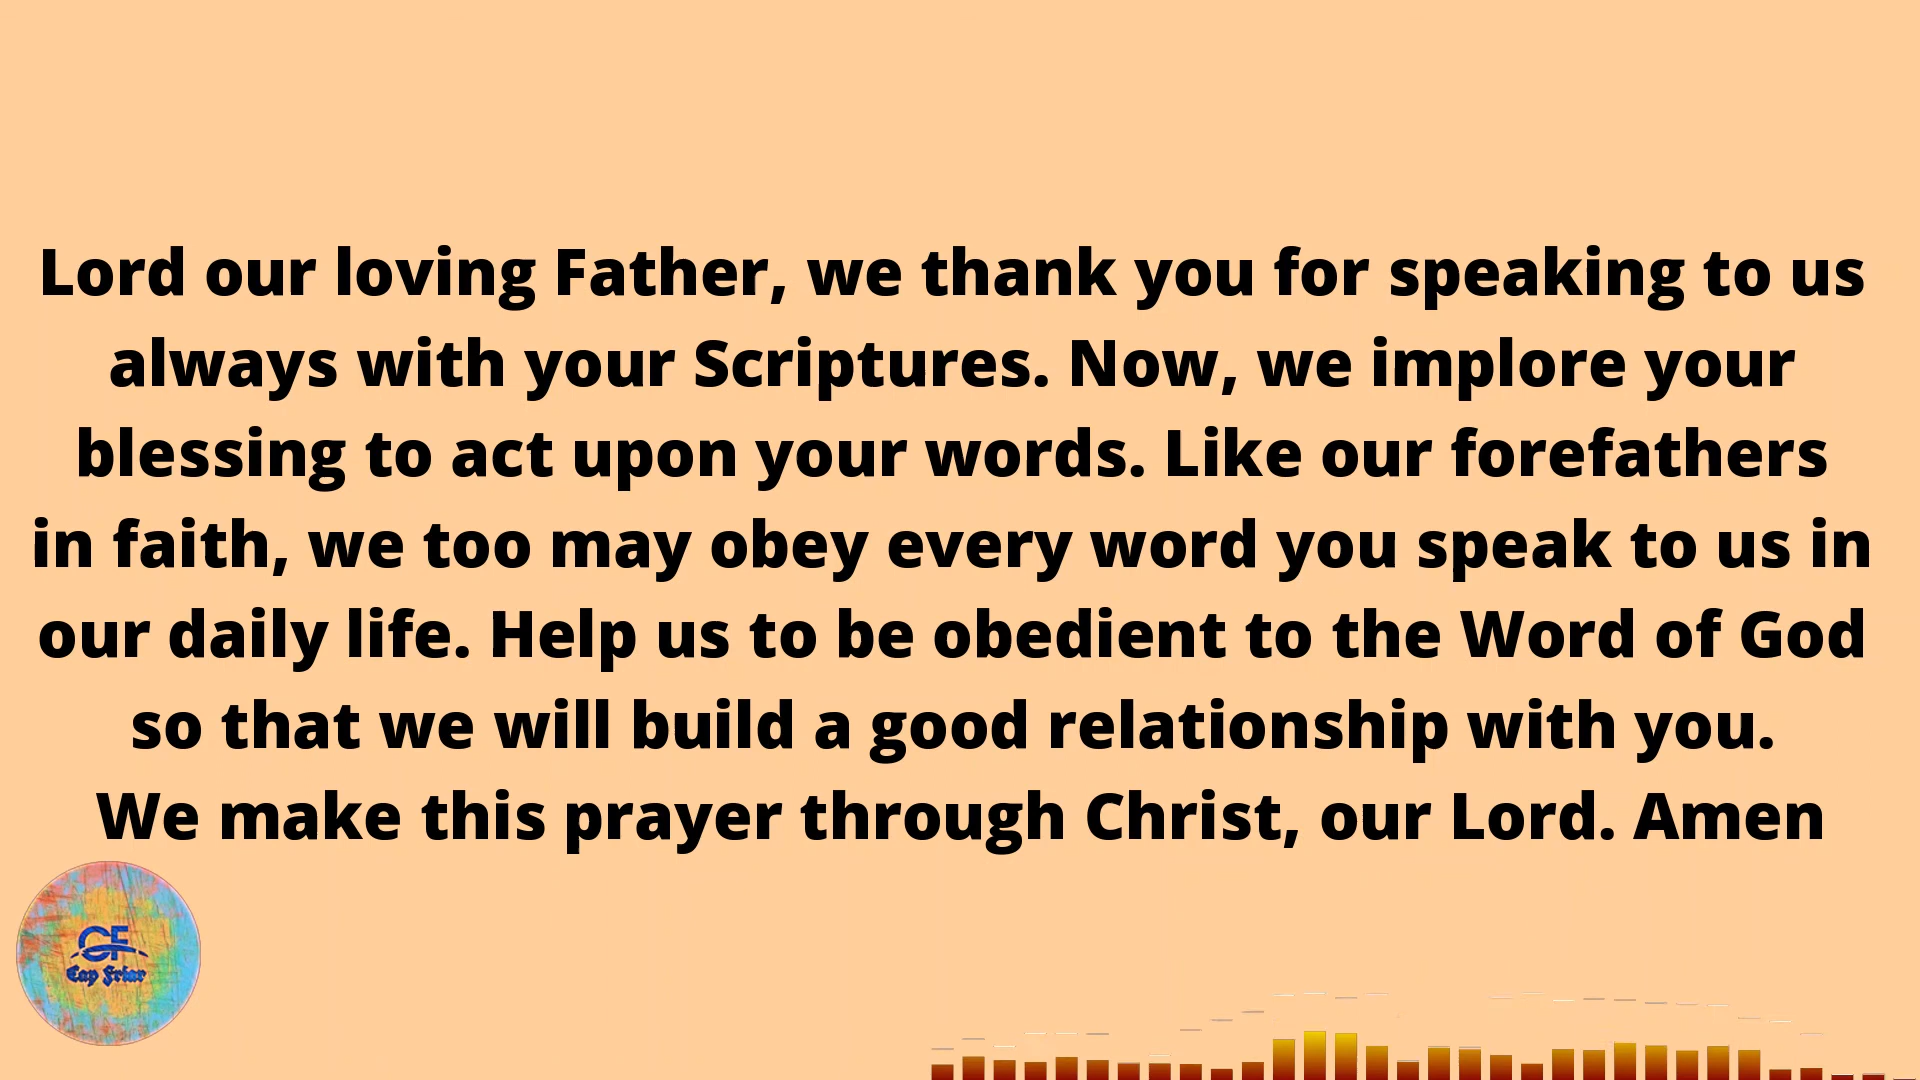 Lord our loving Father, we thank you for speaking to us
always with your Scriptures. Now, we implore your
blessing to act upon your words. Like our forefathers
in faith, we too may obey every word you speak to us in
our daily life. Help us to be obedient to the Word of God
so that we will build a good relationship with you.
We make this prayer through Christ, our Lord. Amen
CF
Cap Friar